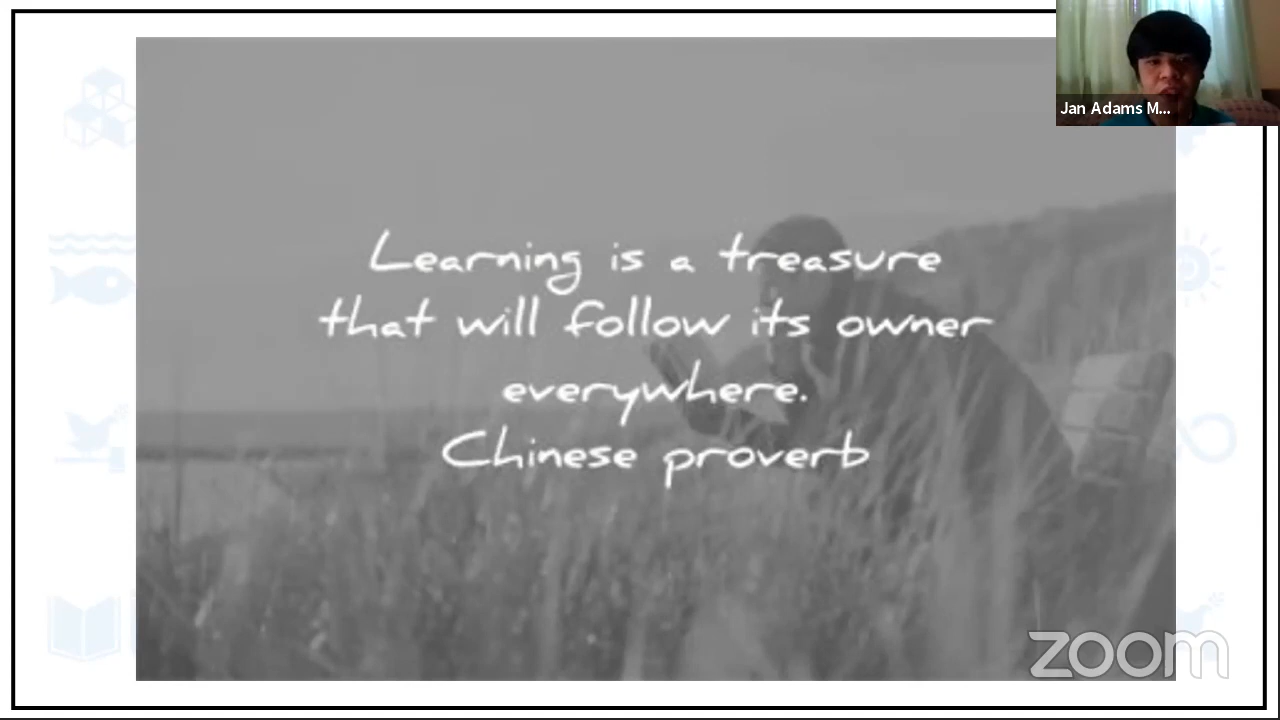 Learning is a treasure
that will follow its owner
everywhere.
Chinese proverb
Jan Adams M...
zoom